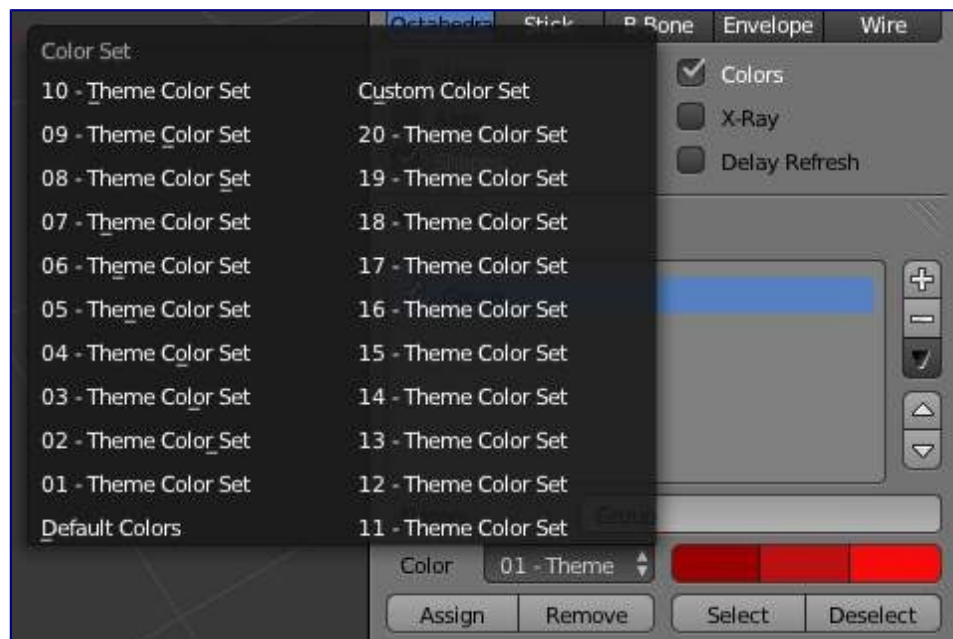 Octahedra Stick B.Bone Envelope Wire
Color Set
10 - Theme Color Set Custom Color Set
09 - Theme Color Set 20 - Theme Color Set
08 - Theme Color Set 19 - Theme Color Set
07 - Theme Color Set 18 - Theme Color Set
06 - Theme Color Set 17 - Theme Color Set
05 - Theme Color Set 16 - Theme Color Set
04 - Theme Color Set 15 - Theme Color Set
03 - Theme Color Set 14 - Theme Color Set
02 - Theme Color Set 13 - Theme Color Set
01 - Theme Color Set 12 - Theme Color Set
Default Colors 11 - Theme Color Set
Colors
X-Ray
Delay Refresh
Group
Color 01 - Theme
Assign Remove Select Deselect